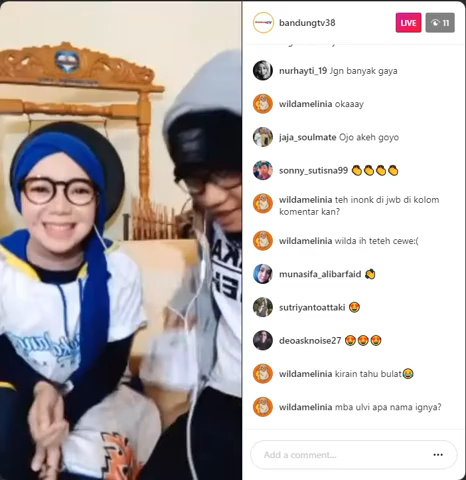 bandungtv38
LIVE
11
nurhayti_19 Jgn banyak gaya
wildamelinia okaaay
jaja_soulmate Ojo akeh goyo
sonny_sutisna99 👏👏👏👏
wildamelinia teh inonk di jwb di kolom
komentar kan?
wildamelinia wilda ih teteh cewe:(
munasifa_alibarfaid 👏
sutriyantoattaki 😍
deoasknoise27 😍😍😍
wildamelinia kirain tahu bulat😂
wildamelinia mba ulvi apa nama ignya?
Add a comment...